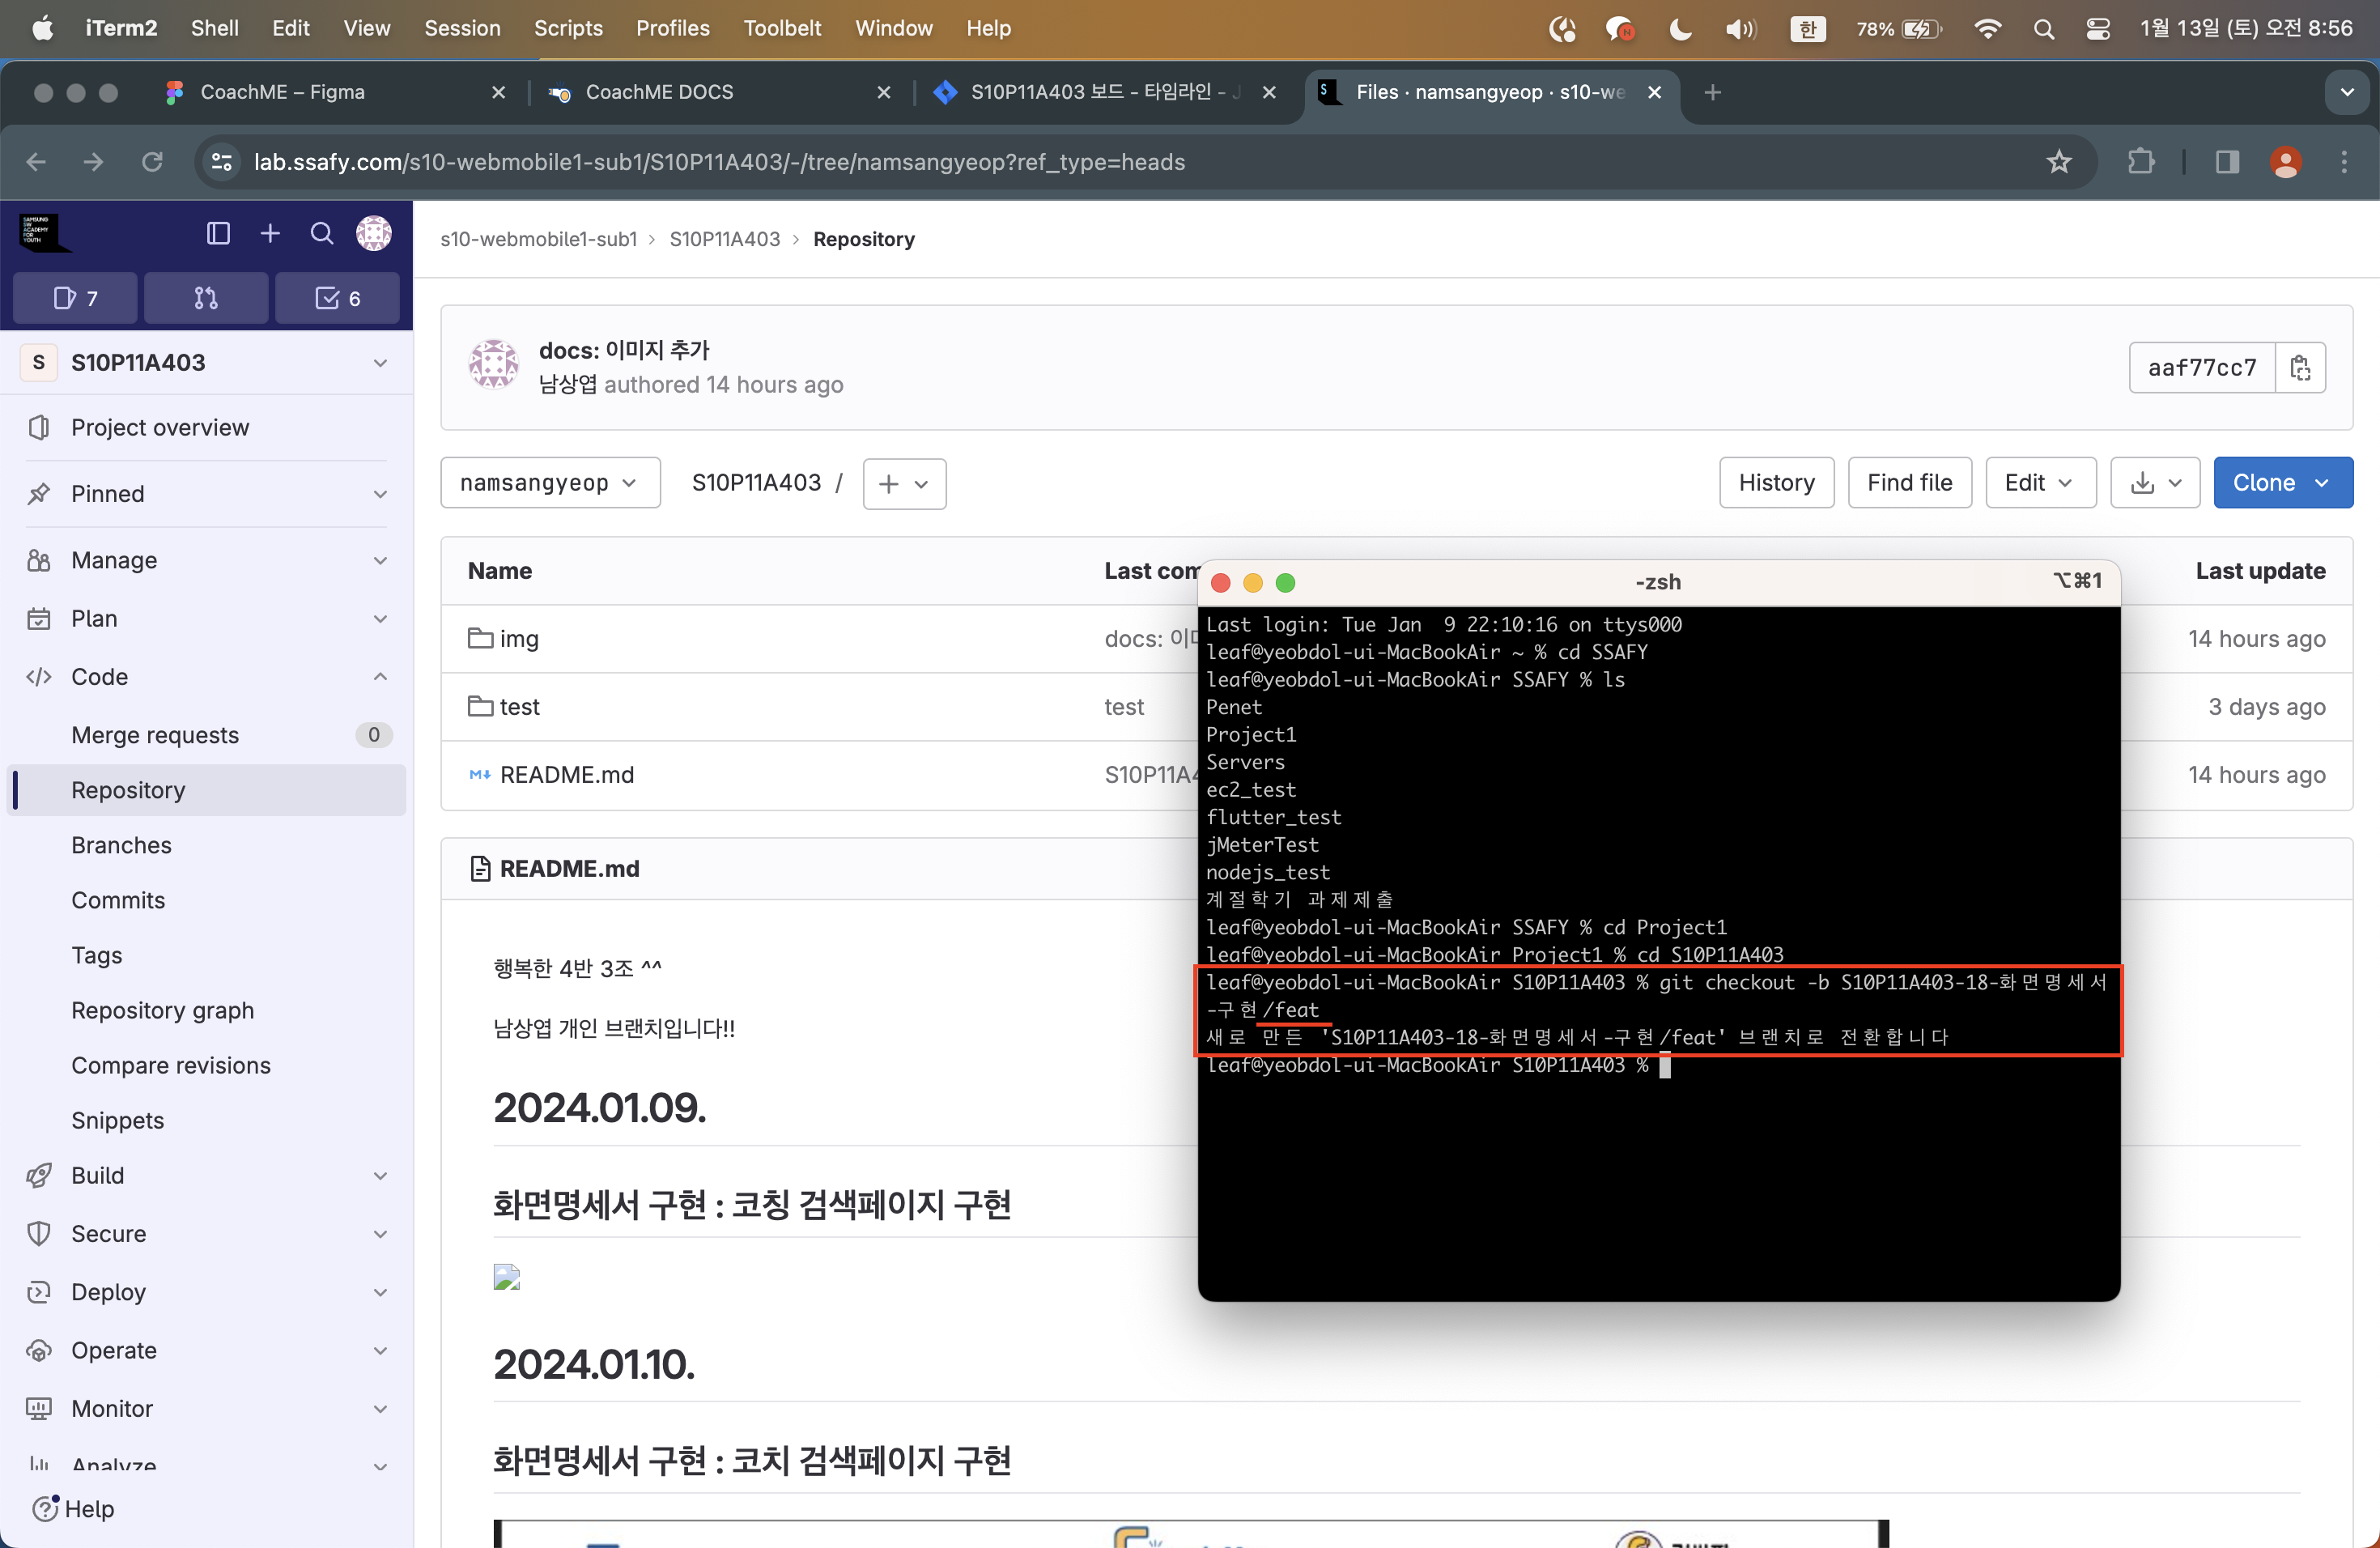 iTerm2 Shell Edit View Session Scripts Profiles Toolbelt Window Help 한 78% 1월 13일 (토) 오전 8:56
CoachME – Figma CoachME DOCS S10P11A403 보드 - 타임라인 - Files · namsangyeop · s10-we
lab.ssafy.com/s10-webmobile1-sub1/S10P11A403/-/tree/namsangyeop?ref_type=heads
SAMSUNG
SW
ACADEMY
FOR
YOUTH
7 6
S S10P11A403
Project overview
Pinned
Manage
Plan
Code
Merge requests 0
Repository
Branches
Commits
Tags
Repository graph
Compare revisions
Snippets
Build
Secure
Deploy
Operate
Monitor
Analyze
Help
s10-webmobile1-sub1 › S10P11A403 › Repository
docs: 이미지 추가
남상엽 authored 14 hours ago
aaf77cc7
namsangyeop S10P11A403 / + History Find file Edit Clone
Name Last com Last update
img docs: 14 hours ago
test test 3 days ago
README.md S10P11A4 14 hours ago
README.md
행복한 4반 3조 ^^
남상엽 개인 브랜치입니다!!
2024.01.09.
화면명세서 구현 : 코칭 검색페이지 구현
2024.01.10.
화면명세서 구현 : 코치 검색페이지 구현
-zsh ⌥⌘1
Last login: Tue Jan  9 22:10:16 on ttys000
leaf@yeobdol-ui-MacBookAir ~ % cd SSAFY
leaf@yeobdol-ui-MacBookAir SSAFY % ls
Penet
Project1
Servers
ec2_test
flutter_test
jMeterTest
nodejs_test
계절학기 과제제출
leaf@yeobdol-ui-MacBookAir SSAFY % cd Project1
leaf@yeobdol-ui-MacBookAir Project1 % cd S10P11A403
leaf@yeobdol-ui-MacBookAir S10P11A403 % git checkout -b S10P11A403-18-화면명세서
-구현/feat
새로 만든 'S10P11A403-18-화면명세서-구현/feat' 브랜치로 전환합니다
leaf@yeobdol-ui-MacBookAir S10P11A403 %